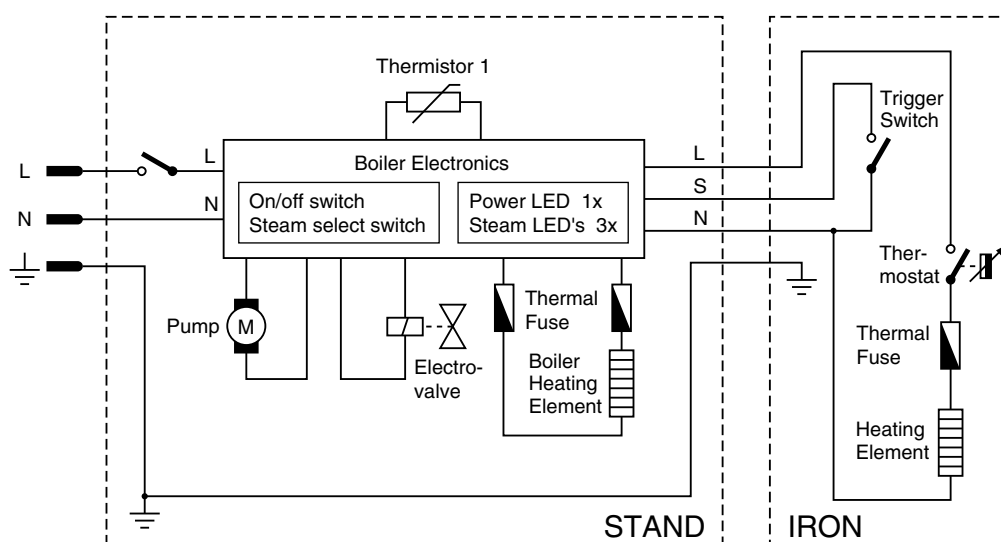 Thermistor 1
Trigger
Switch
L
L
L
Boiler Electronics
S
N
N
N
On/off switch
Steam select switch
Power LED 1x
Steam LED's 3x
Ther-
mostat
Pump
M
Electro-
valve
Thermal
Fuse
Boiler
Heating
Element
Thermal
Fuse
Heating
Element
STAND
IRON